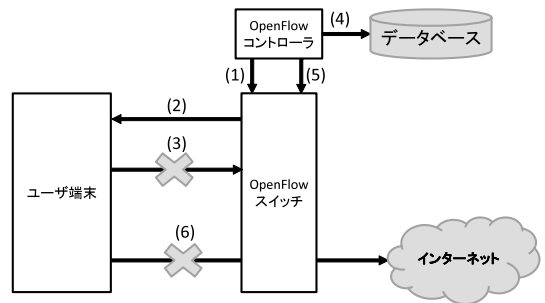 OpenFlow
コントローラ
(4)
データベース
(1)
(5)
(2)
(3)
ユーザ端末
OpenFlow
スイッチ
(6)
インターネット